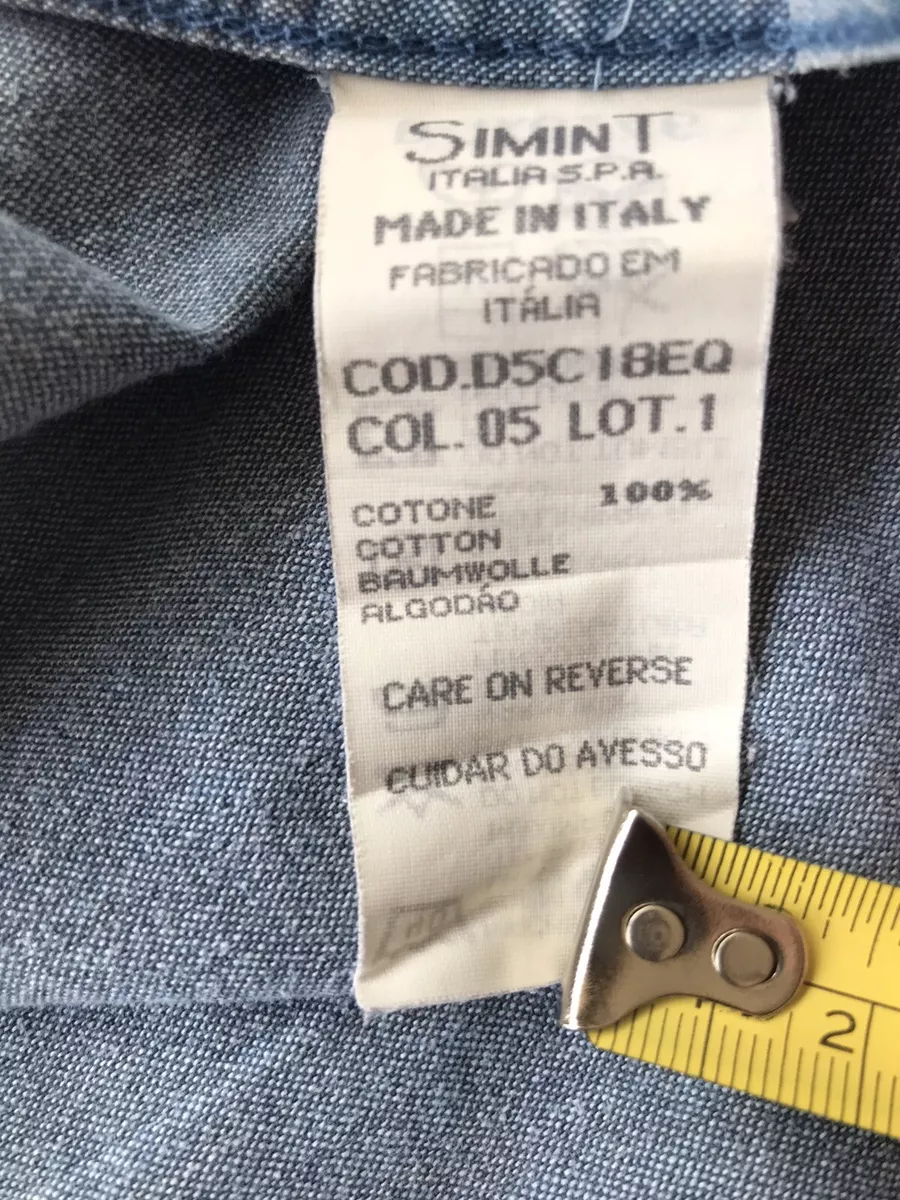 SIMINT
ITALIA S.P.A.
MADE IN ITALY
FABRICADO EM
ITÁLIA
COD.D5C18EQ
COL. 05 LOT.1
COTONE 100%
COTTON
BAUMWOLLE
ALGODÁO
CARE ON REVERSE
CUIDAR DO AVESSO
2